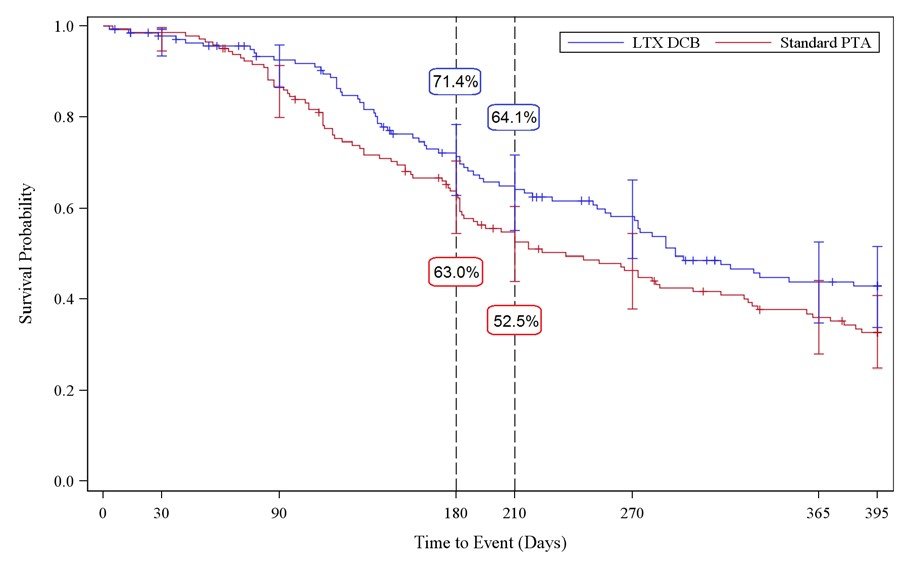 1.0
LTX DCB Standard PTA
71.4%
0.8
64.1%
0.6
63.0%
0.4
52.5%
0.2
0.0
Survival Probability
0 30 90 180 210 270 365 395
Time to Event (Days)